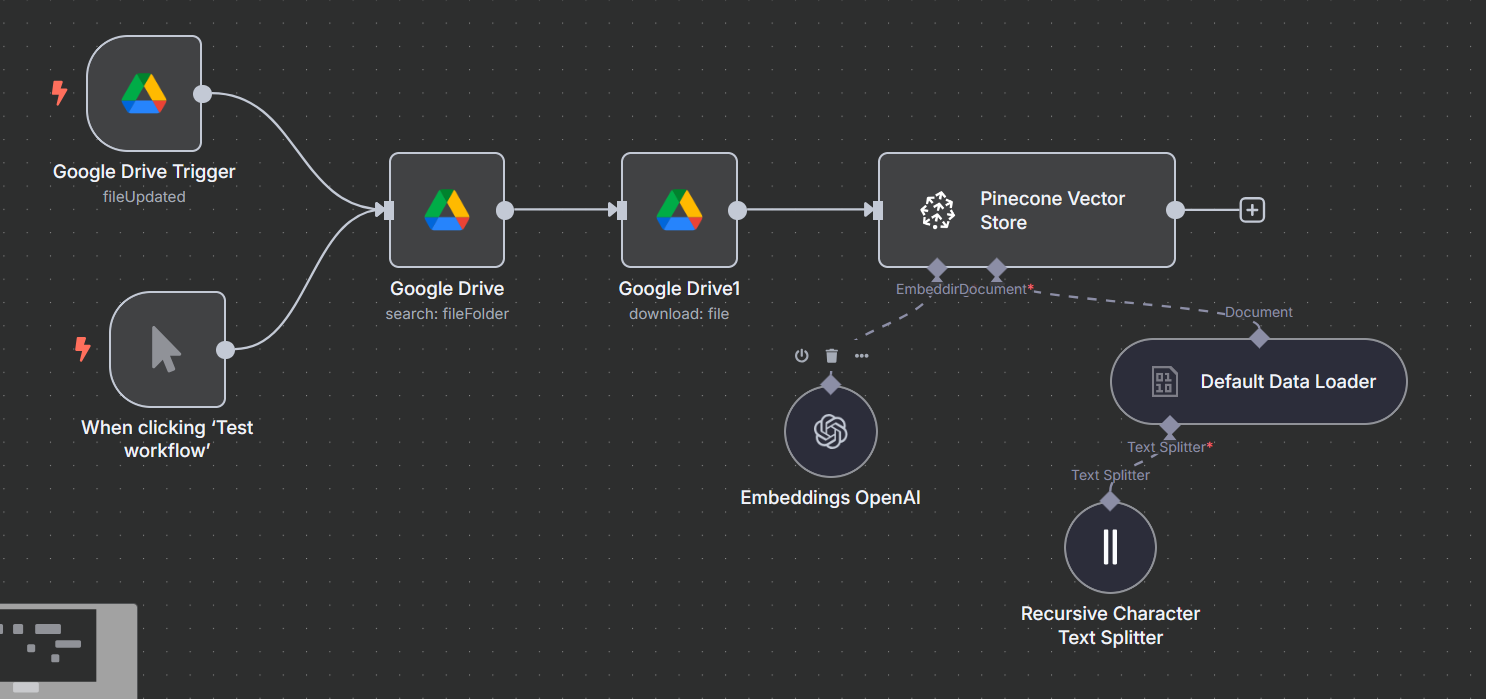 Google Drive Trigger
fileUpdated
When clicking ‘Test
workflow’
Google Drive
search: fileFolder
Google Drive1
download: file
Pinecone Vector
Store
EmbeddirDocument*
Document
Default Data Loader
Text Splitter*
Text Splitter
Embeddings OpenAI
Recursive Character
Text Splitter